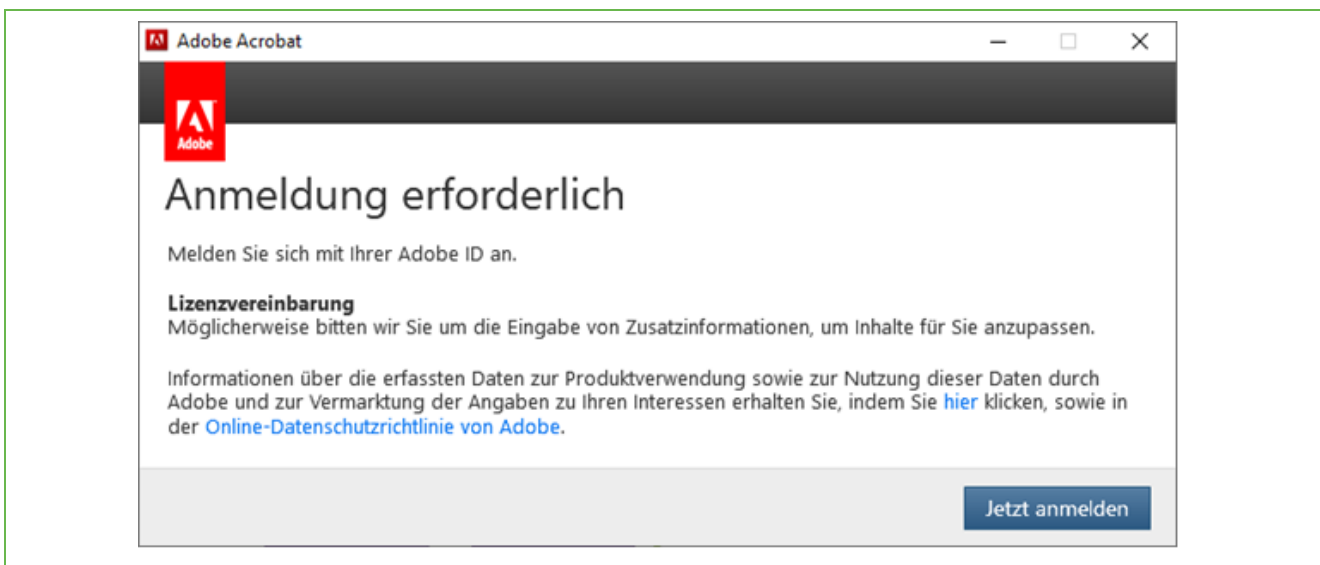 Adobe Acrobat
Adobe
Anmeldung erforderlich
Melden Sie sich mit Ihrer Adobe ID an.
Lizenzvereinbarung
Möglicherweise bitten wir Sie um die Eingabe von Zusatzinformationen, um Inhalte für Sie anzupassen.
Informationen über die erfassten Daten zur Produktverwendung sowie zur Nutzung dieser Daten durch
Adobe und zur Vermarktung der Angaben zu Ihren Interessen erhalten Sie, indem Sie hier klicken, sowie in
der Online-Datenschutzrichtlinie von Adobe.
Jetzt anmelden